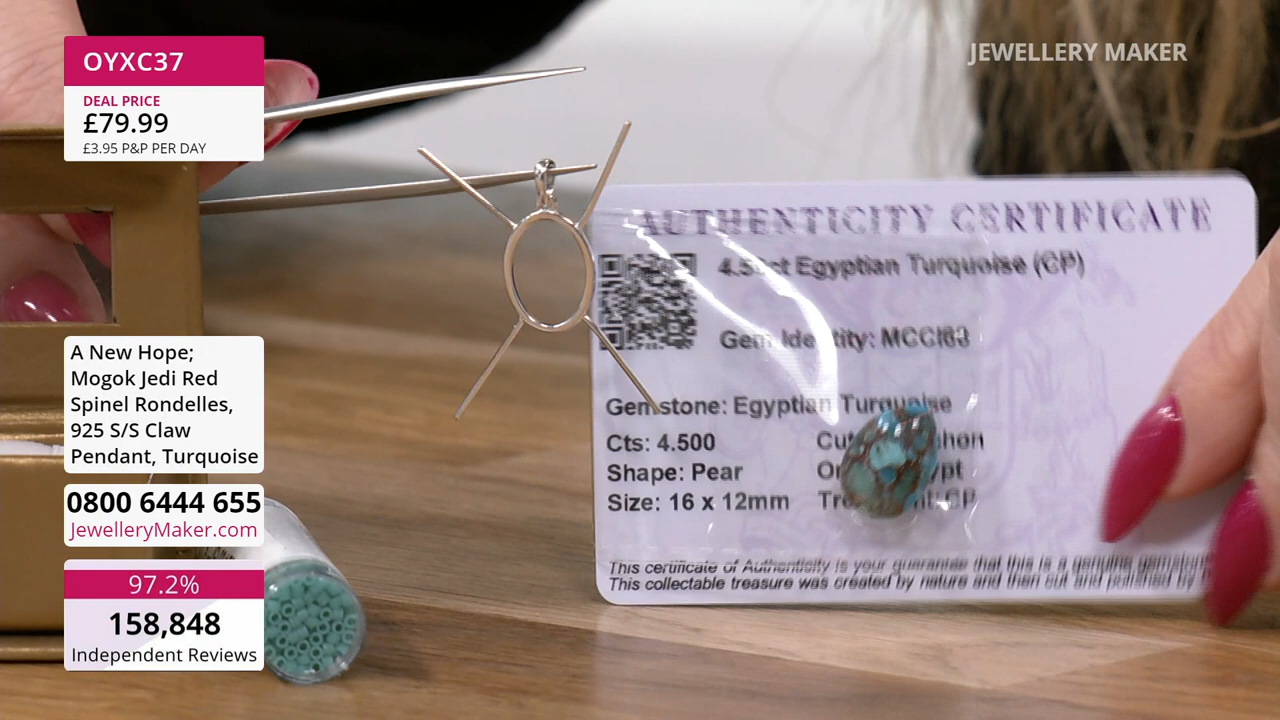 OYXC37
DEAL PRICE
£79.99
£3.95 P&P PER DAY
JEWELLERY MAKER
AUTHENTICITY CERTIFICATE
Egyptian Turquoise (CP)
Gem Identity: MCCI63
Gemstone: Egyptian Turquoise
Cts: 4.500
Shape: Pear
Size: 16 x 12mm
This certificate of Authenticity is your guarantee that this is a genuine
This collectable treasure was created by nature and then cut and polished by
A New Hope;
Mogok Jedi Red
Spinel Rondelles,
925 S/S Claw
Pendant, Turquoise
0800 6444 655
JewelleryMaker.com
97.2%
158,848
Independent Reviews